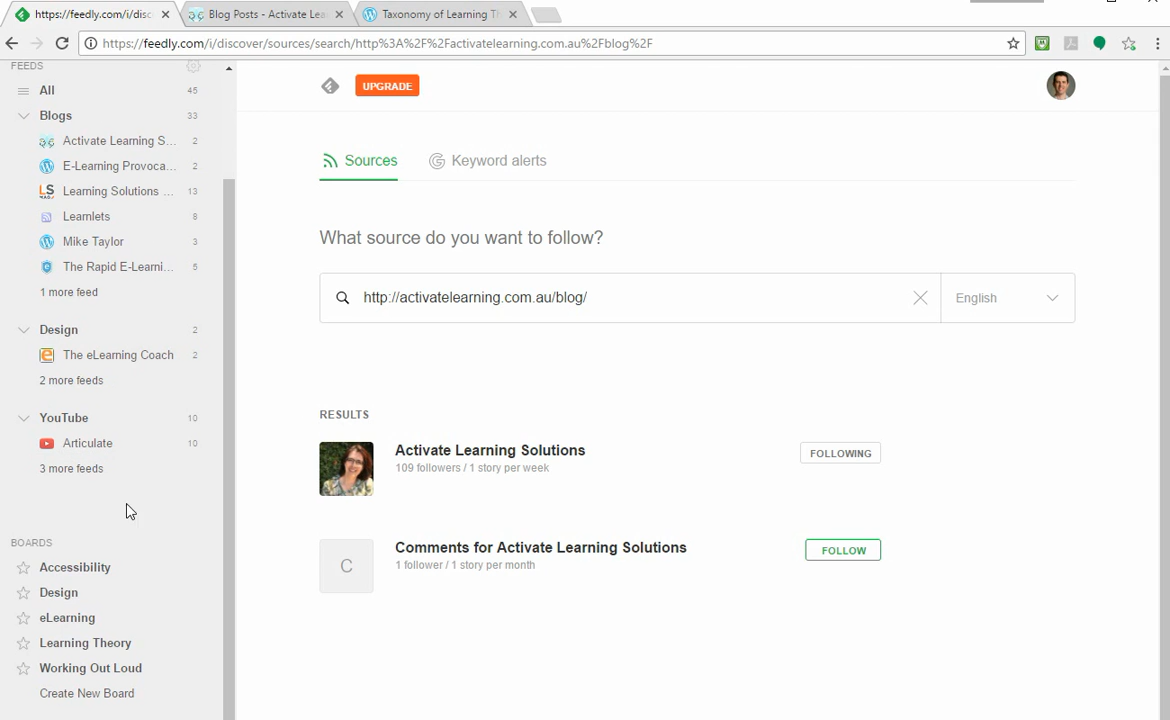 https://feedly.com/i/disc
Blog Posts - Activate Lea
Taxonomy of Learning Th
https://feedly.com/i/discover/sources/search/http%3A%2F%2Factivatelearning.com.au%2Fblog%2F
FEEDS
All 45
Blogs 33
Activate Learning S... 2
E-Learning Provoca... 2
Learning Solutions ... 13
Learnlets 8
Mike Taylor 3
The Rapid E-Learni... 5
1 more feed
Design 2
The eLearning Coach 2
2 more feeds
YouTube 10
Articulate 10
3 more feeds
BOARDS
Accessibility
Design
eLearning
Learning Theory
Working Out Loud
Create New Board
UPGRADE
Sources
Keyword alerts
What source do you want to follow?
http://activatelearning.com.au/blog/
English
RESULTS
Activate Learning Solutions
109 followers / 1 story per week
FOLLOWING
C
Comments for Activate Learning Solutions
1 follower / 1 story per month
FOLLOW